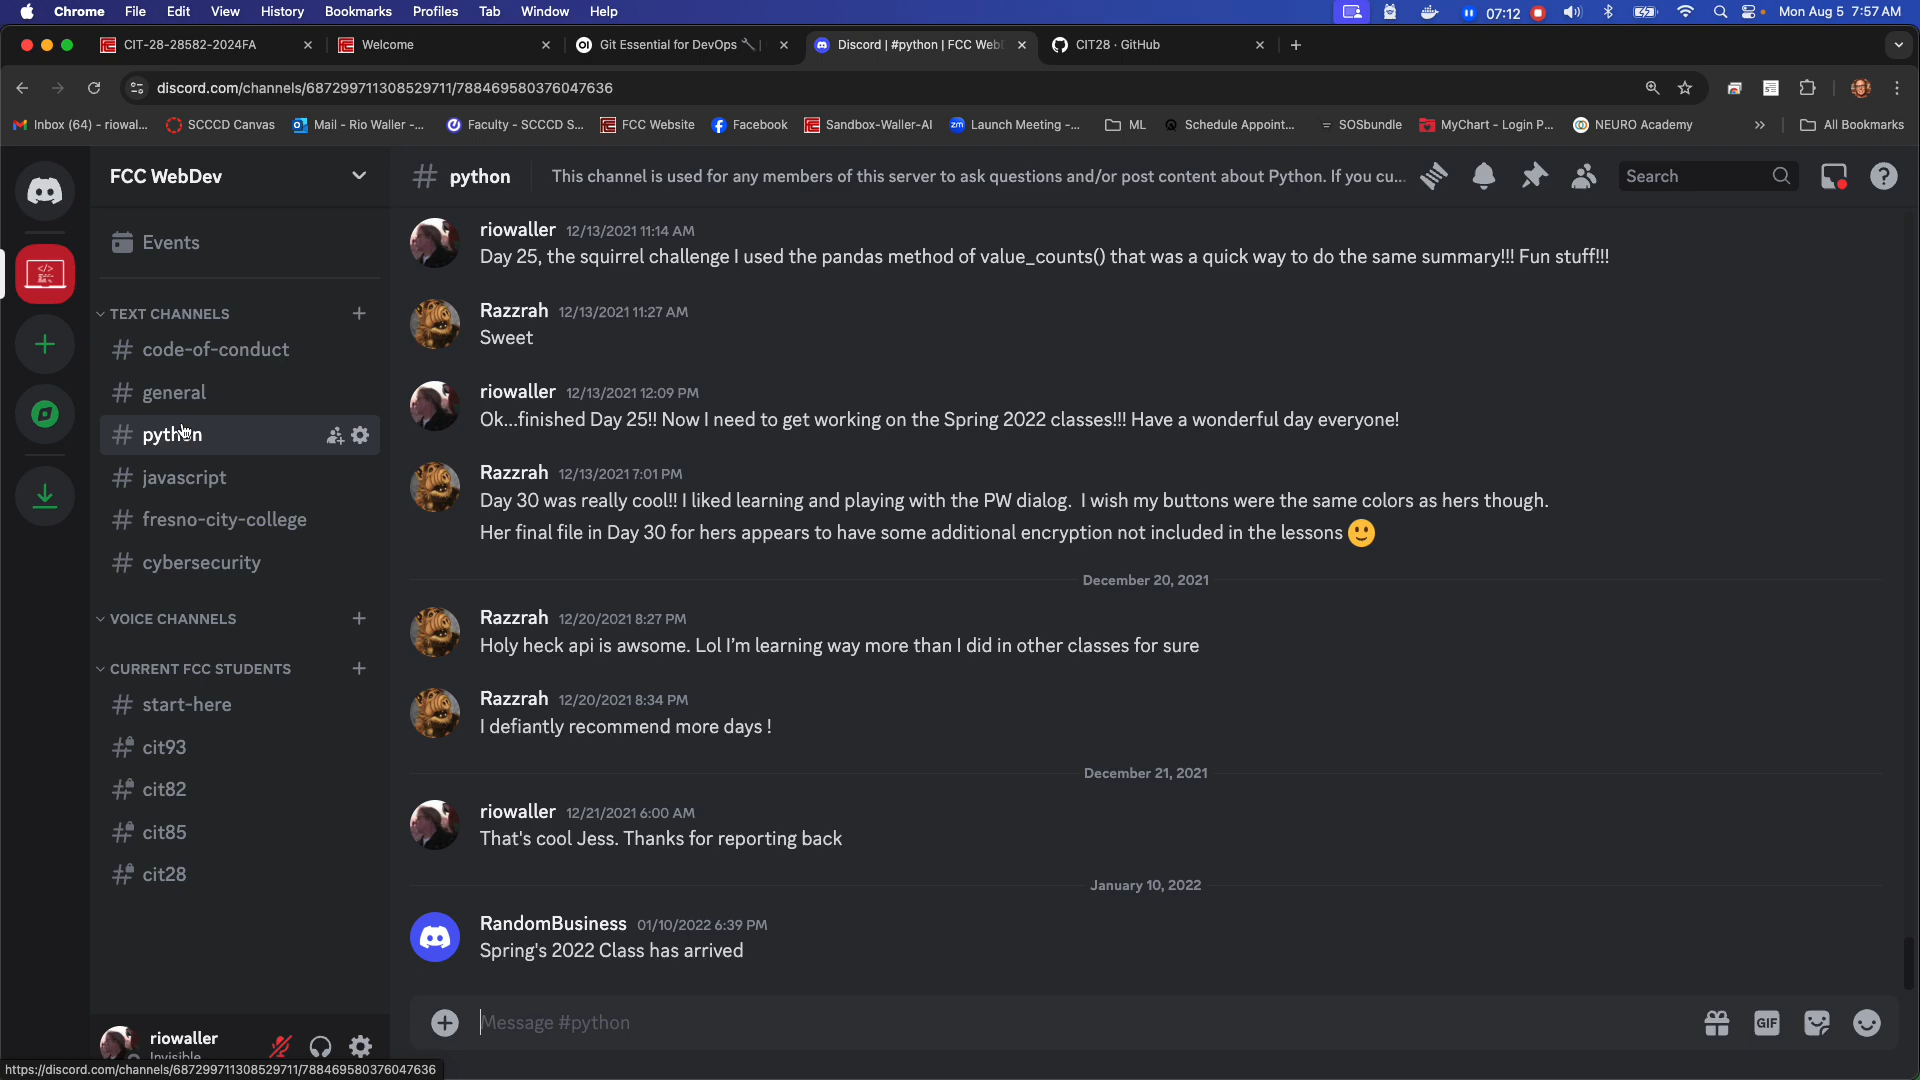 Chrome File Edit View History Bookmarks Profiles Tab Window Help
07:12
Mon Aug 5 7:57 AM
CIT-28-28582-2024FA
Welcome
Git Essential for DevOps
Discord | #python | FCC Web
CIT28 · GitHub
discord.com/channels/687299711308529711/788469580376047636
Inbox (64) - riowal...
SCCCD Canvas
Mail - Rio Waller -...
Faculty - SCCCD S...
FCC Website
Facebook
Sandbox-Waller-AI
Launch Meeting -...
ML
Schedule Appoint...
SOSbundle
MyChart - Login P...
NEURO Academy
All Bookmarks
FCC WebDev
Events
TEXT CHANNELS
code-of-conduct
general
python
javascript
fresno-city-college
cybersecurity
VOICE CHANNELS
CURRENT FCC STUDENTS
start-here
cit93
cit82
cit85
cit28
riowaller
Invisible
https://discord.com/channels/687299711308529711/788469580376047636
python
This channel is used for any members of this server to ask questions and/or post content about Python. If you cu...
Search
riowaller 12/13/2021 11:14 AM
Day 25, the squirrel challenge I used the pandas method of value_counts() that was a quick way to do the same summary!!! Fun stuff!!!
Razzrah 12/13/2021 11:27 AM
Sweet
riowaller 12/13/2021 12:09 PM
Ok...finished Day 25!! Now I need to get working on the Spring 2022 classes!!! Have a wonderful day everyone!
Razzrah 12/13/2021 7:01 PM
Day 30 was really cool!! I liked learning and playing with the PW dialog. I wish my buttons were the same colors as hers though.
Her final file in Day 30 for hers appears to have some additional encryption not included in the lessons 🙂
December 20, 2021
Razzrah 12/20/2021 8:27 PM
Holy heck api is awsome. Lol I'm learning way more than I did in other classes for sure
Razzrah 12/20/2021 8:34 PM
I defiantly recommend more days !
December 21, 2021
riowaller 12/21/2021 6:00 AM
That's cool Jess. Thanks for reporting back
January 10, 2022
RandomBusiness 01/10/2022 6:39 PM
Spring's 2022 Class has arrived
Message #python
GIF